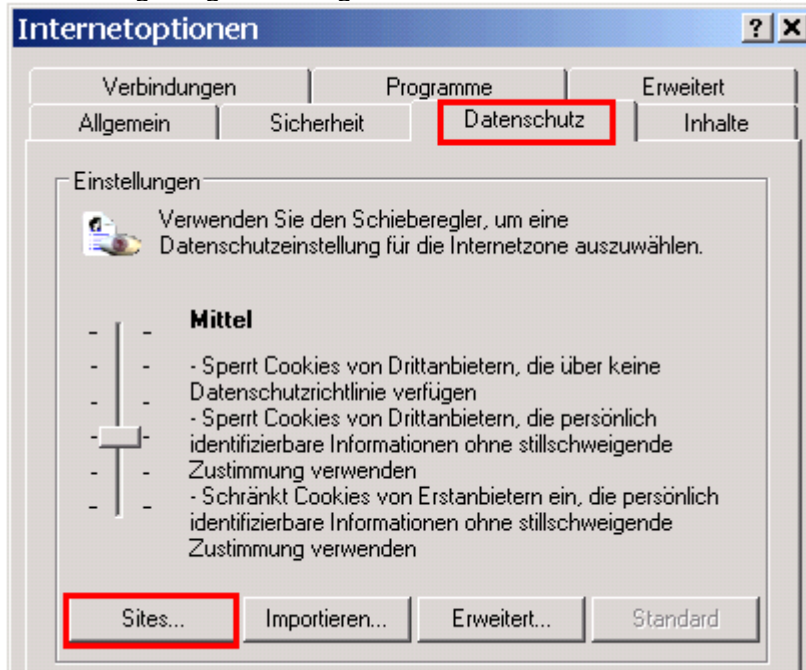 Internetoptionen
Verbindungen Programme Erweitert
Allgemein Sicherheit Datenschutz Inhalte
Einstellungen
Verwenden Sie den Schieberegler, um eine
Datenschutzeinstellung für die Internetzone auszuwählen.
Mittel
- Sperrt Cookies von Drittanbietern, die über keine
Datenschutzrichtlinie verfügen
- Sperrt Cookies von Drittanbietern, die persönlich
identifizierbare Informationen ohne stillschweigende
Zustimmung verwenden
- Schränkt Cookies von Erstanbietern ein, die persönlich
identifizierbare Informationen ohne stillschweigende
Zustimmung verwenden
Sites... Importieren... Erweitert... Standard